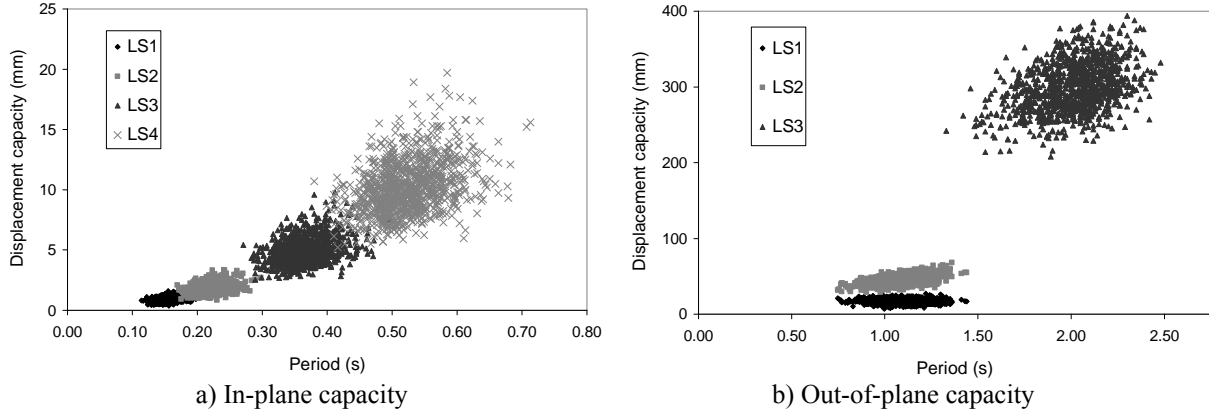 25
20
15
10
5
0
Displacement capacity (mm)
LS1
LS2
LS3
LS4
0.00 0.10 0.20 0.30 0.40 0.50 0.60 0.70 0.80
Period (s)
a) In-plane capacity
400
300
200
100
0
Displacement capacity (mm)
LS1
LS2
LS3
0.00 0.50 1.00 1.50 2.00 2.50
Period (s)
b) Out-of-plane capacity